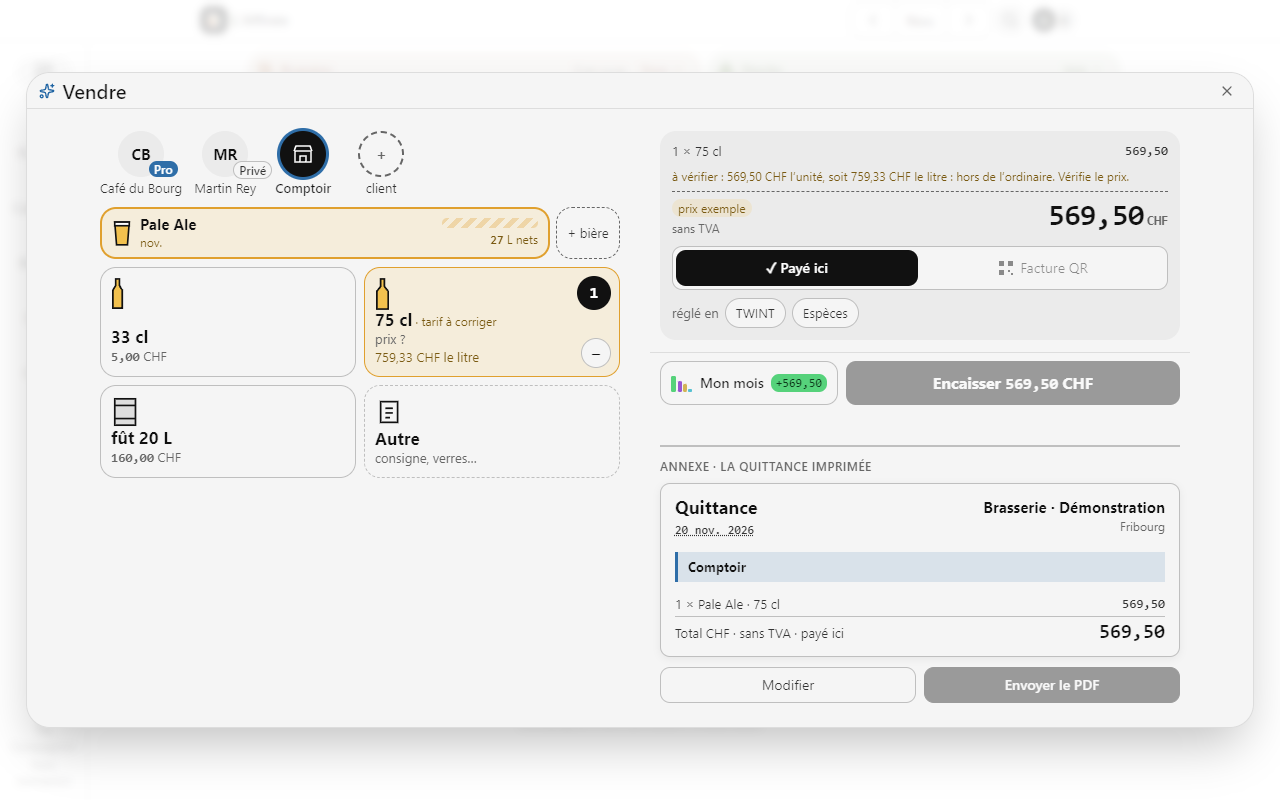 Vendre
CB
Pro
Café du Bourg
MR
Privé
Martin Rey
Comptoir
+
client
Pale Ale
nov.
27 L nets
+ bière
33 cl
5,00 CHF
1
75 cl · tarif à corriger
prix ?
759,33 CHF le litre
–
fût 20 L
160,00 CHF
Autre
consigne, verres…
1 × 75 cl
569,50
à vérifier : 569,50 CHF l'unité, soit 759,33 CHF le litre : hors de l'ordinaire. Vérifie le prix.
prix exemple
569,50 CHF
sans TVA
✓ Payé ici
Facture QR
réglé en
TWINT
Espèces
Mon mois
+569,50
Encaisser 569,50 CHF
ANNEXE · LA QUITTANCE IMPRIMÉE
Quittance
Brasserie · Démonstration
20 nov. 2026
Fribourg
Comptoir
1 × Pale Ale · 75 cl
569,50
Total CHF · sans TVA · payé ici
569,50
Modifier
Envoyer le PDF